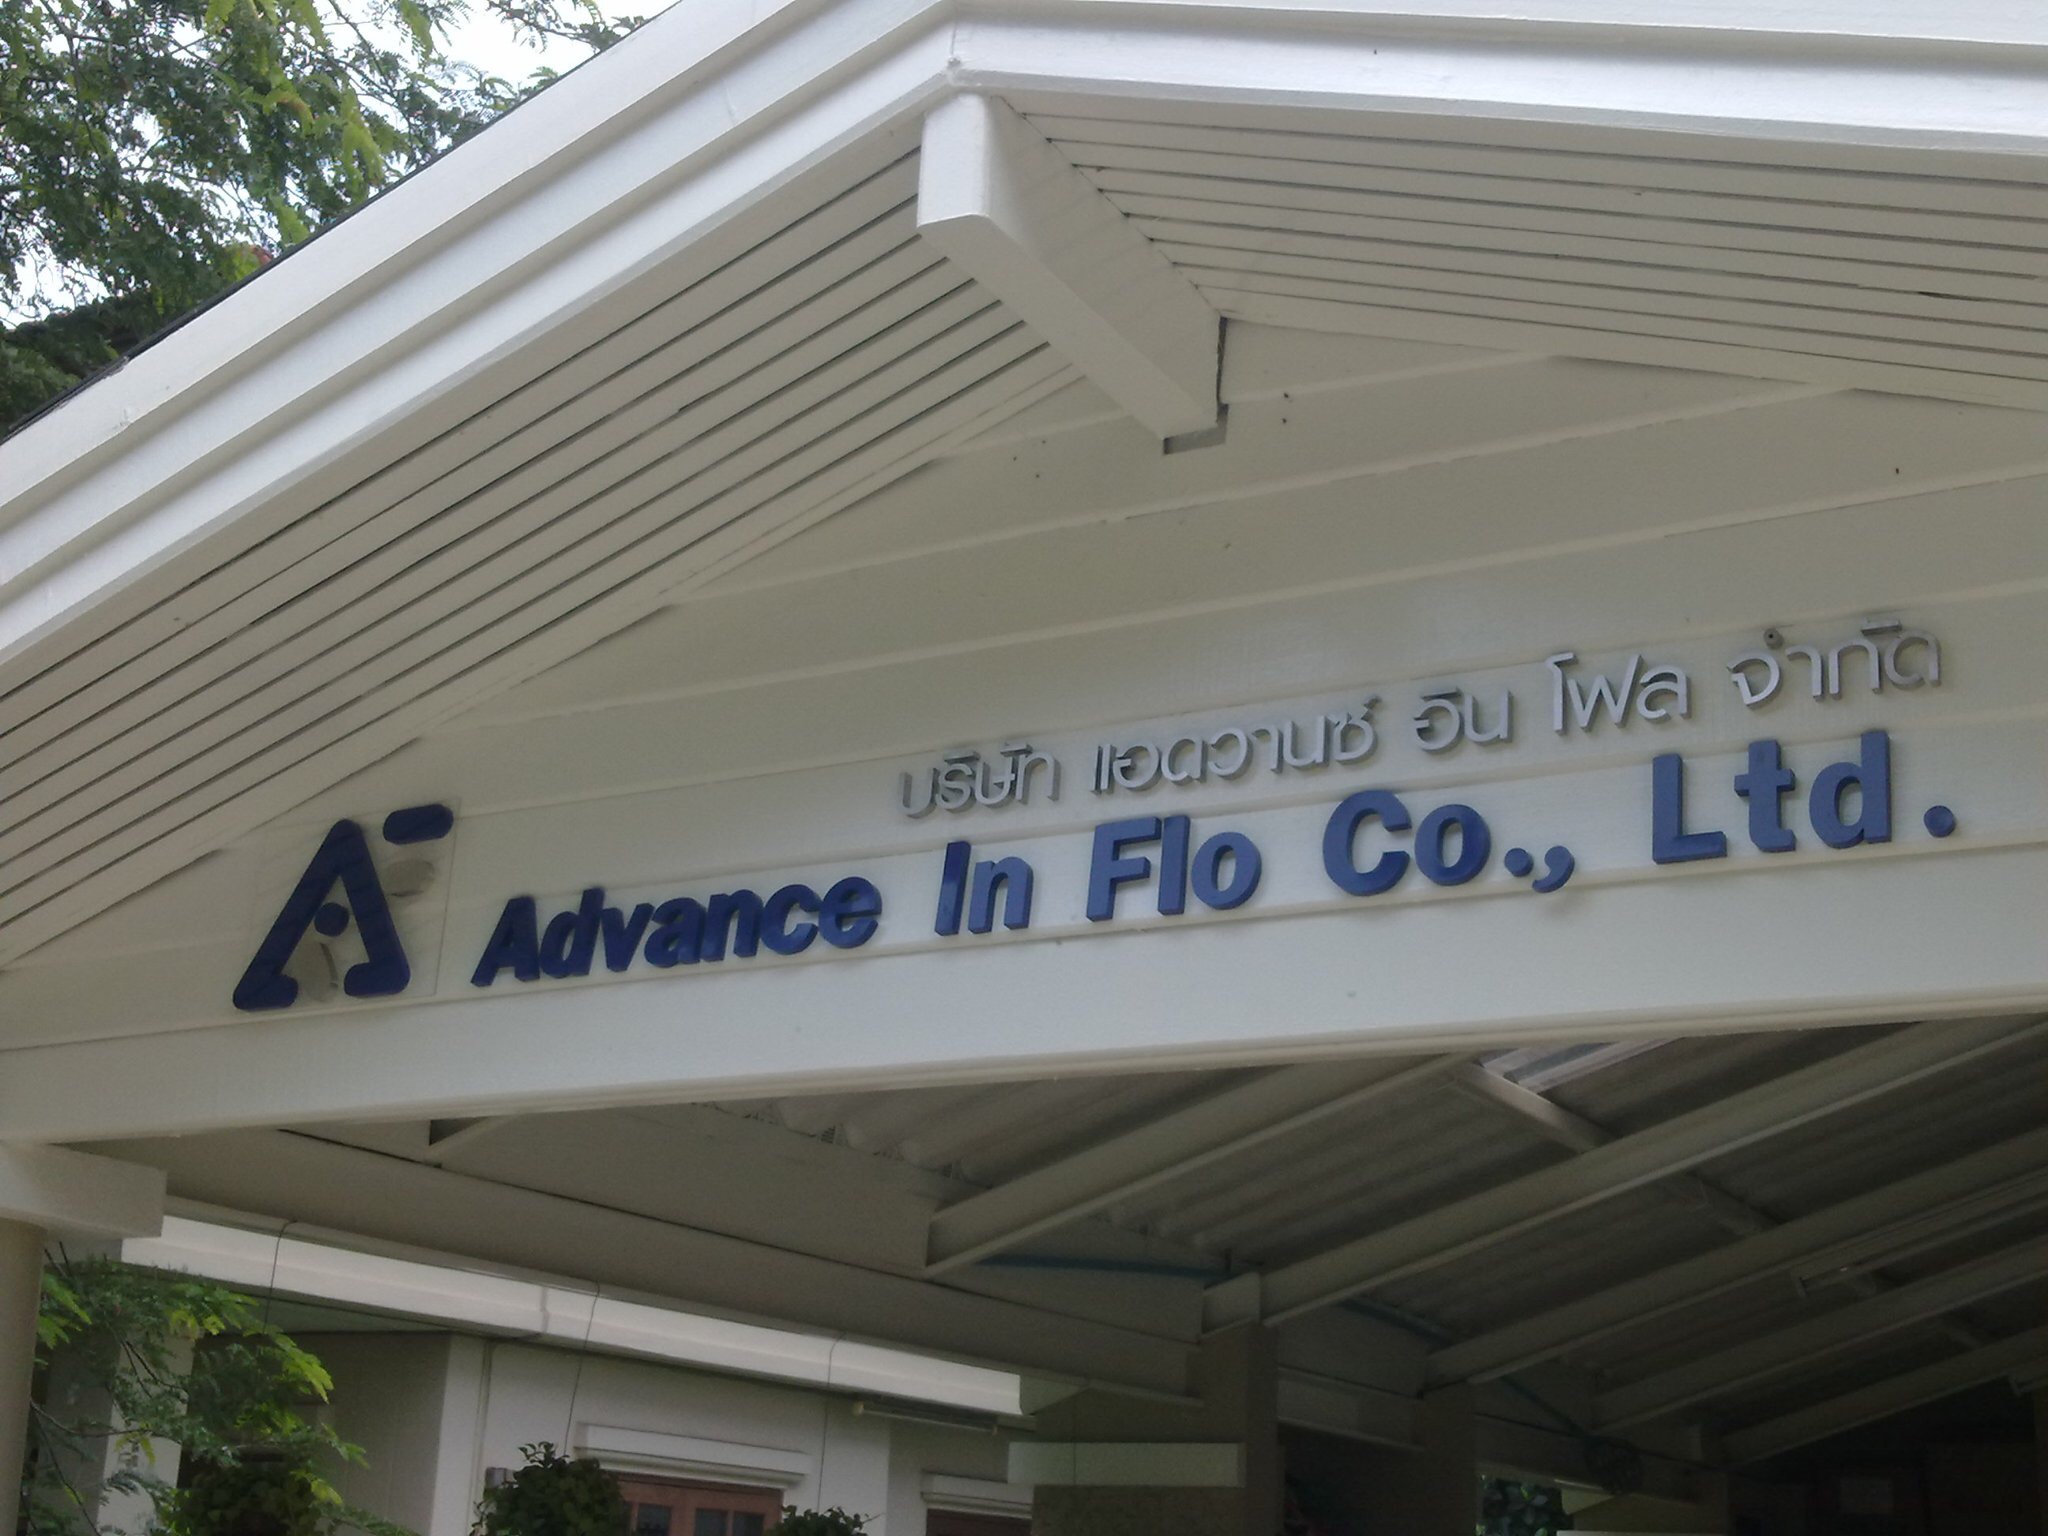 บริษัท แอดวานซ์ อิน โฟล จำกัด
Advance In Flo Co., Ltd.